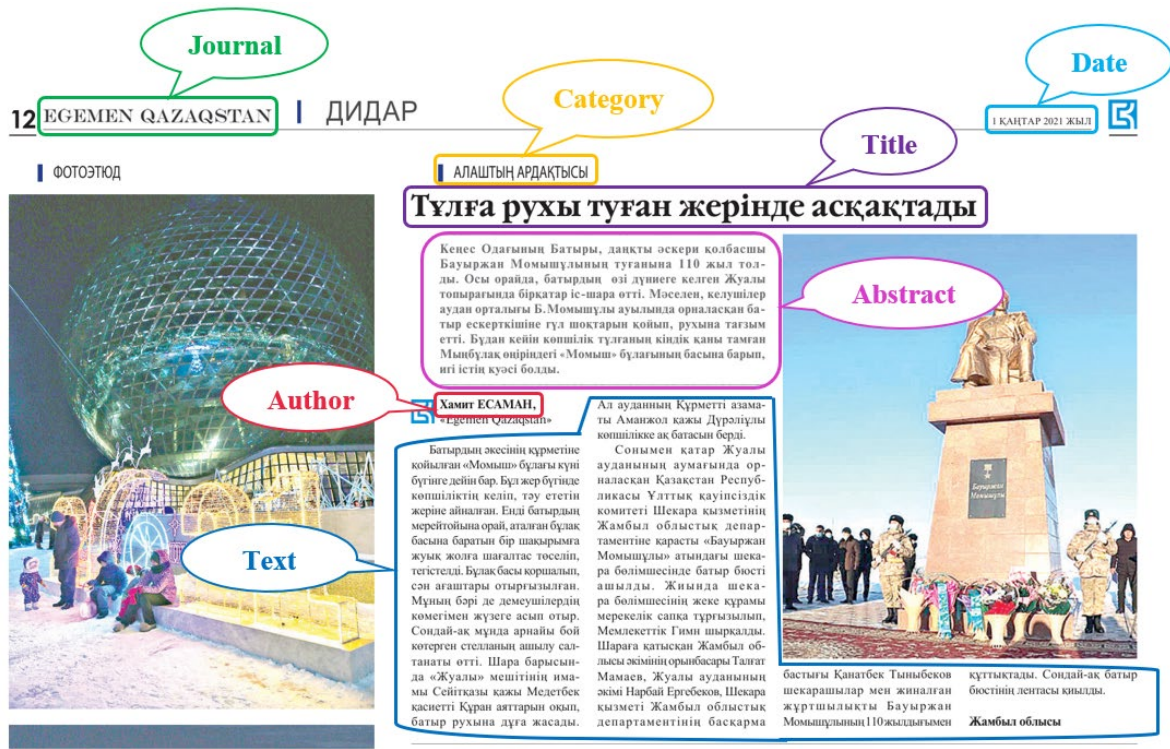 Journal
Date
Category
12 EGEMEN QAZAQSTAN ДИДАР
1 ҚАҢТАР 2021 ЖЫЛ
Title
ФОТОЭТЮД
АЛАШТЫҢ АРДАҚТЫСЫ
Тұлға рухы туған жерінде асқақтады
Кеңес Одағының Батыры, даңқты әскери қолбасшы
Бауыржан Момышұлының туғанына 110 жыл тол-
ды. Осы орайда, батырдың өзі дүниеге келген Жуалы
топырағында бірқатар іс-шара өтті. Мәселен, келушілер
аудан орталығы Б.Момышұлы ауылында орналасқан ба-
тыр ескерткішіне гүл шоқтарын қойып, рухына тағзым
етті. Бұдан кейін көпшілік тұлғаның кіндік қаны тамған
Мыңбұлақ өңіріндегі «Момыш» бұлағының басына барып,
игі істің куәсі болды.
Abstract
Author
Хамит ЕСАМАН,
«Egemen Qazaqstan»
Text
Батырдың әкесінің құрметіне
қойылған «Момыш» бұлағы күні
бүгінге дейін бар. Бұл жер бүгінде
көпшіліктің келіп, тәу ететін
жеріне айналған. Енді батырдың
мерейтойына орай, аталған бұлақ
басына баратын бір шақырымға
жуық жолға шағалтас төселіп,
тегістелді. Бұлақ басы қоршалып,
сән ағаштары отырғызылған.
Мұның бәрі де демеушілердің
көмегімен жүзеге асып отыр.
Сондай-ақ мұнда арнайы бой
көтерген стелланың ашылу сал-
танаты өтті. Шара барысын-
да «Жуалы» мешітінің има-
мы Сейтқазы қажы Медетбек
қасиетті Құран аяттарын оқып,
батыр рухына дұға жасады.
Ал ауданның Құрметті азама-
ты Аманжол қажы Дүрәліұлы
көпшілікке ақ батасын берді.
Сонымен қатар Жуалы
ауданының аумағында ор-
наласқан Қазақстан Респуб-
ликасы Ұлттық қауіпсіздік
комитеті Шекара қызметінің
Жамбыл облыстық депар-
таментіне қарасты «Бауыржан
Момышұлы» атындағы шека-
ра бөлімшесінде батыр бюсті
ашылды. Жиында шека-
ра бөлімшесінің жеке құрамы
мерекелік сапқа тұрғызылып,
Мемлекеттік Гимн шырқалды.
Шараға қатысқан Жамбыл об-
лысы әкімінің орынбасары Талғат
Мамаев, Жуалы ауданының
әкімі Нарбай Ергебеков, Шекара
қызметі Жамбыл облыстық
департаментінің басқарма
Бауыржан
Момышұлы
бастығы Қанатбек Тыныбеков
шекарашылар мен жиналған
жұртшылықты Бауыржан
Момышұлының 110 жылдығымен
құттықтады. Сондай-ақ батыр
бюстінің лентасы қиылды.
Жамбыл облысы